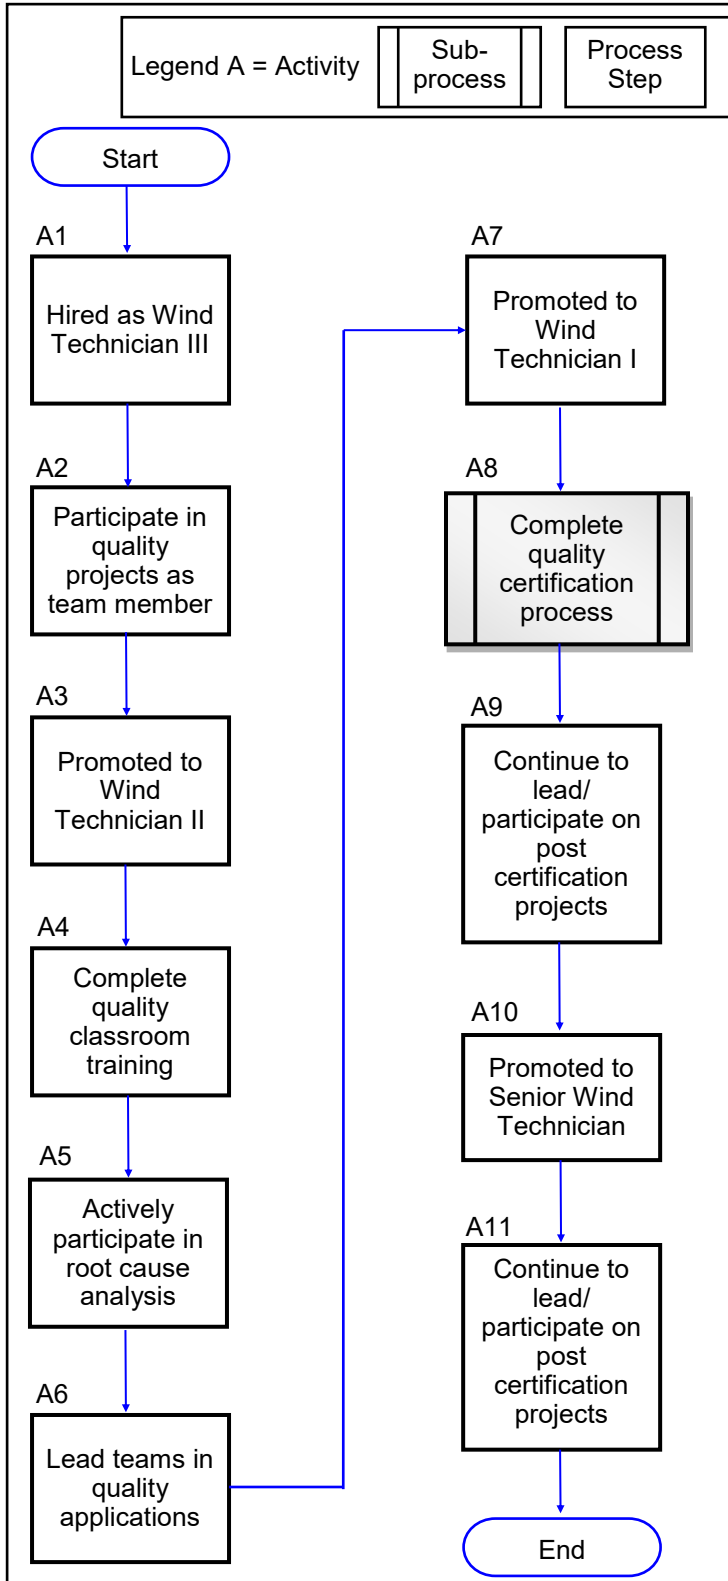 Legend A = Activity
Sub-
process
Process
Step
Start
A1
Hired as Wind
Technician III
A2
Participate in
quality
projects as
team member
A3
Promoted to
Wind
Technician II
A4
Complete
quality
classroom
training
A5
Actively
participate in
root cause
analysis
A6
Lead teams in
quality
applications
A7
Promoted to
Wind
Technician I
A8
Complete
quality
certification
process
A9
Continue to
lead/
participate on
post
certification
projects
A10
Promoted to
Senior Wind
Technician
A11
Continue to
lead/
participate on
post
certification
projects
End